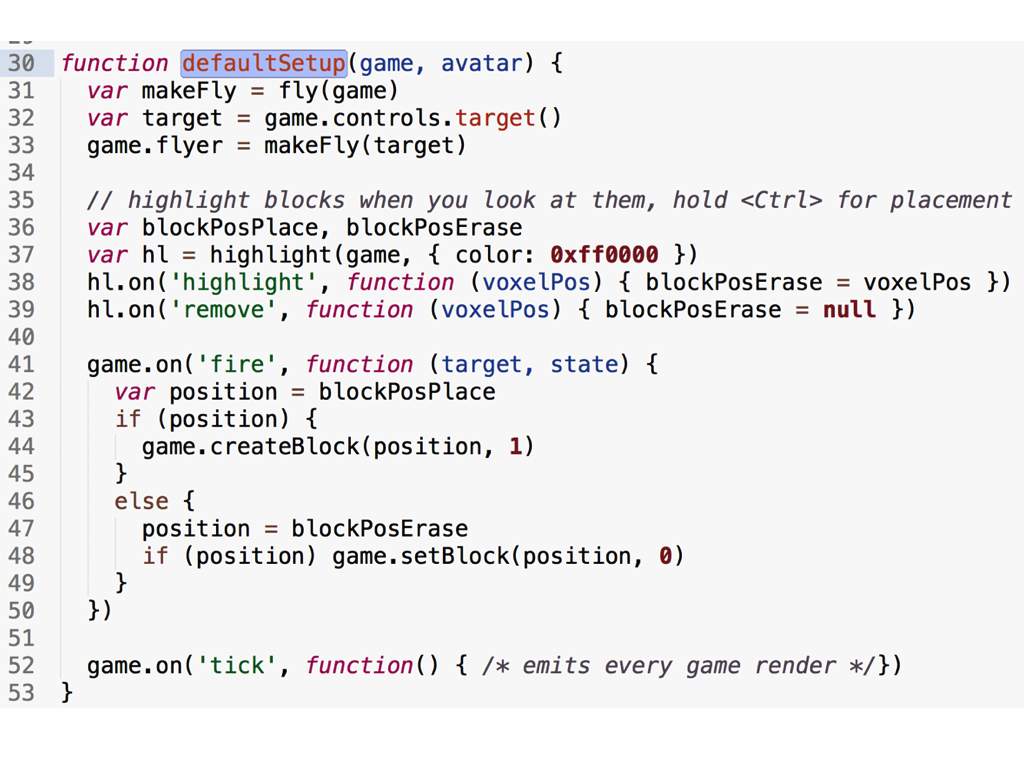 30 function defaultSetup(game, avatar) {
31   var makeFly = fly(game)
32   var target = game.controls.target()
33   game.flyer = makeFly(target)
34
35   // highlight blocks when you look at them, hold <Ctrl> for placement
36   var blockPosPlace, blockPosErase
37   var hl = highlight(game, { color: 0xff0000 })
38   hl.on('highlight', function (voxelPos) { blockPosErase = voxelPos })
39   hl.on('remove', function (voxelPos) { blockPosErase = null })
40
41   game.on('fire', function (target, state) {
42     var position = blockPosPlace
43     if (position) {
44       game.createBlock(position, 1)
45     }
46     else {
47       position = blockPosErase
48       if (position) game.setBlock(position, 0)
49     }
50   })
51
52   game.on('tick', function() { /* emits every game render */})
53 }